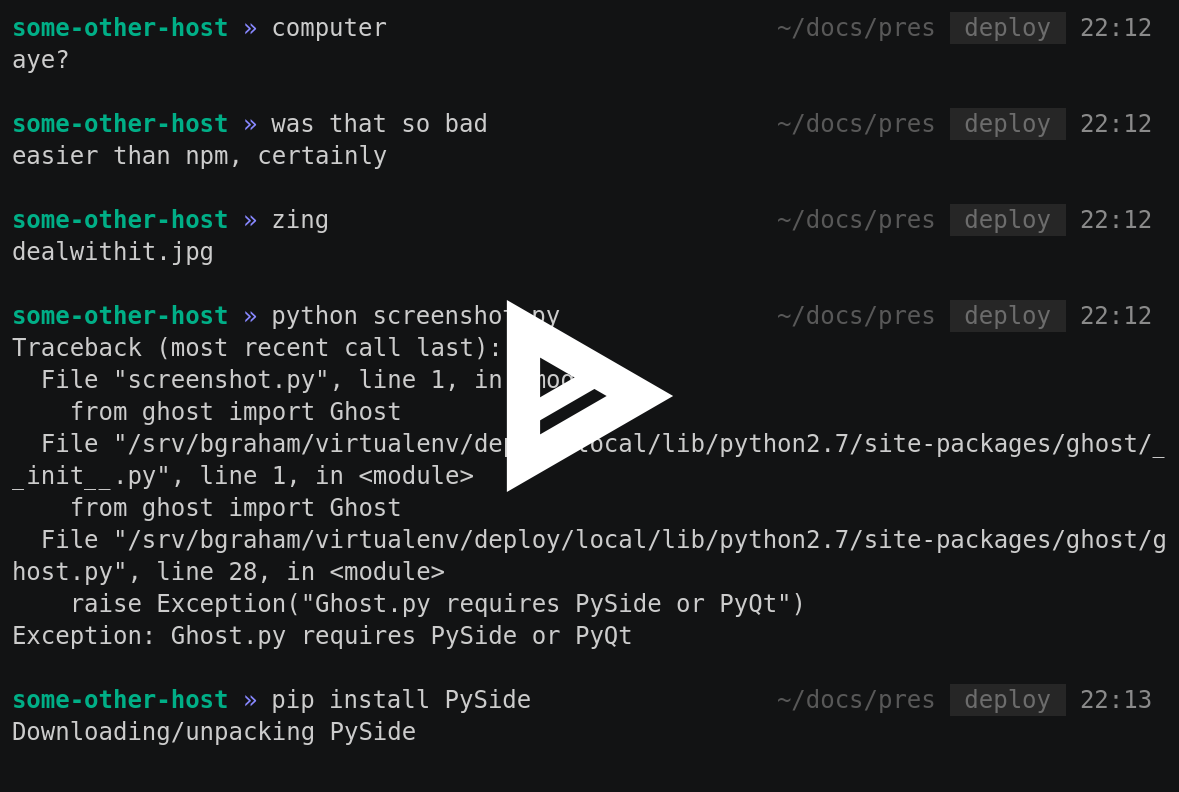 some-other-host » computer ~/docs/pres deploy 22:12
aye?
some-other-host » was that so bad ~/docs/pres deploy 22:12
easier than npm, certainly
some-other-host » zing ~/docs/pres deploy 22:12
dealwithit.jpg
some-other-host » python screenshot.py ~/docs/pres deploy 22:12
Traceback (most recent call last):
  File "screenshot.py", line 1, in
    from ghost import Ghost
  File "/srv/bgraham/virtualenv/deploy/local/lib/python2.7/site-packages/ghost/_
_init__.py", line 1, in <module>
    from ghost import Ghost
  File "/srv/bgraham/virtualenv/deploy/local/lib/python2.7/site-packages/ghost/g
host.py", line 28, in <module>
    raise Exception("Ghost.py requires PySide or PyQt")
Exception: Ghost.py requires PySide or PyQt
some-other-host » pip install PySide ~/docs/pres deploy 22:13
Downloading/unpacking PySide